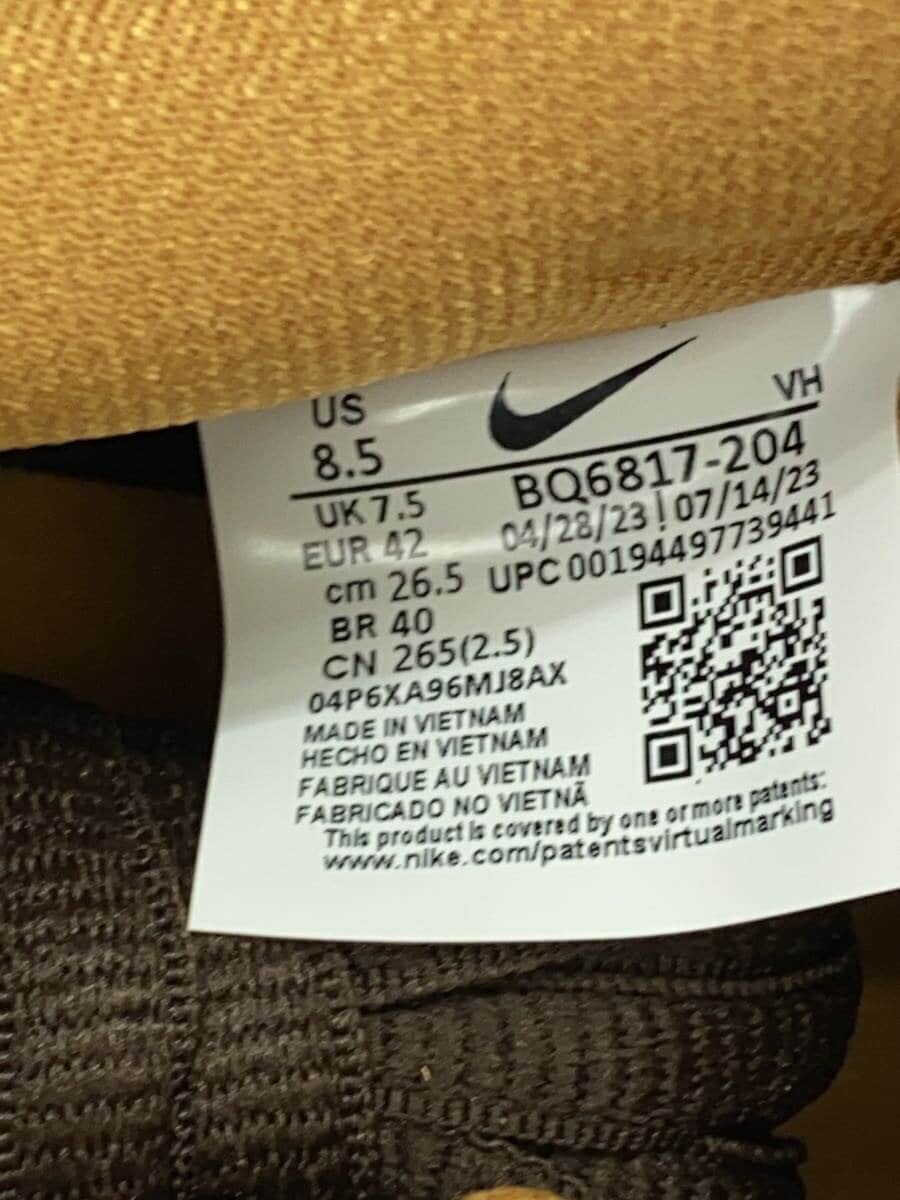 US
VH
8.5
BQ6817-204
UK 7.5
04/28/23 | 07/14/23
EUR 42
UPC 00194497739441
cm 26.5
BR 40
CN 265(2.5)
04P6XA96MJ8AX
MADE IN VIETNAM
HECHO EN VIETNAM
FABRIQUE AU VIETNAM
FABRICADO NO VIETNÃ
This product is covered by one or more patents:
www.nike.com/patentsvirtualmarking